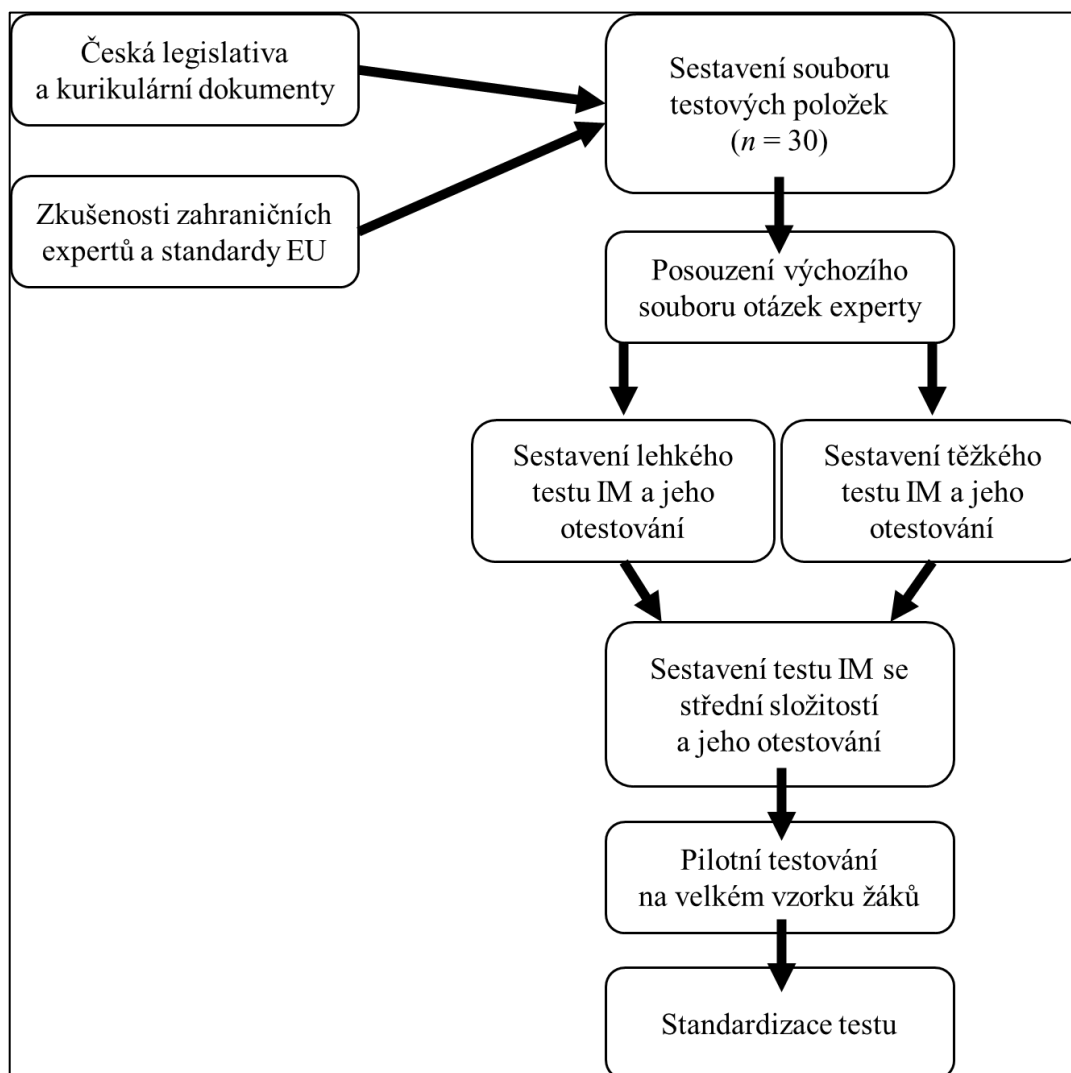 Česká legislativa
a kurikulární dokumenty
Zkušenosti zahraničních
expertů a standardy EU
Sestavení souboru
testových položek
(n = 30)
Posouzení výchozího
souboru otázek experty
Sestavení lehkého
testu IM a jeho
otestování
Sestavení těžkého
testu IM a jeho
otestování
Sestavení testu IM se
střední složitostí
a jeho otestování
Pilotní testování
na velkém vzorku žáků
Standardizace testu